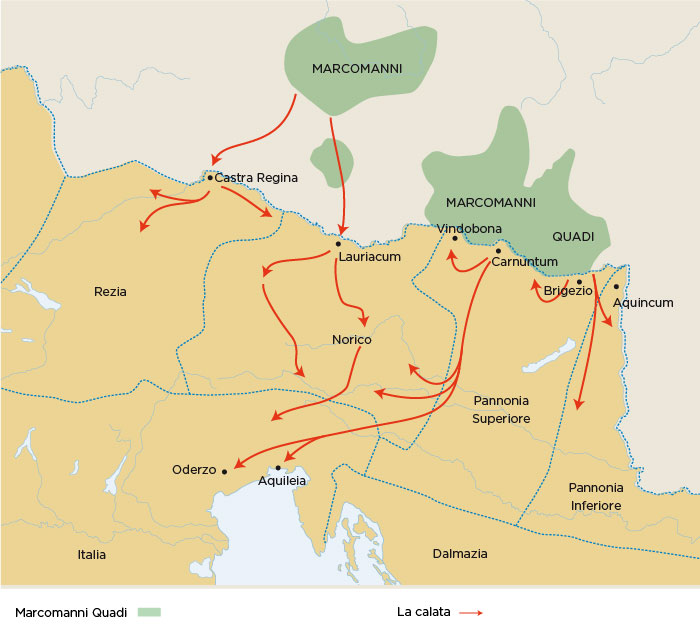 MARCOMANNI
Castra Regina
MARCOMANNI
Vindobona
QUADI
Lauriacum
Carnuntum
Rezia
Brigezio
Aquincum
Norico
Pannonia
Superiore
Oderzo
Aquileia
Pannonia
Inferiore
Italia
Dalmazia
Marcomanni Quadi
La calata